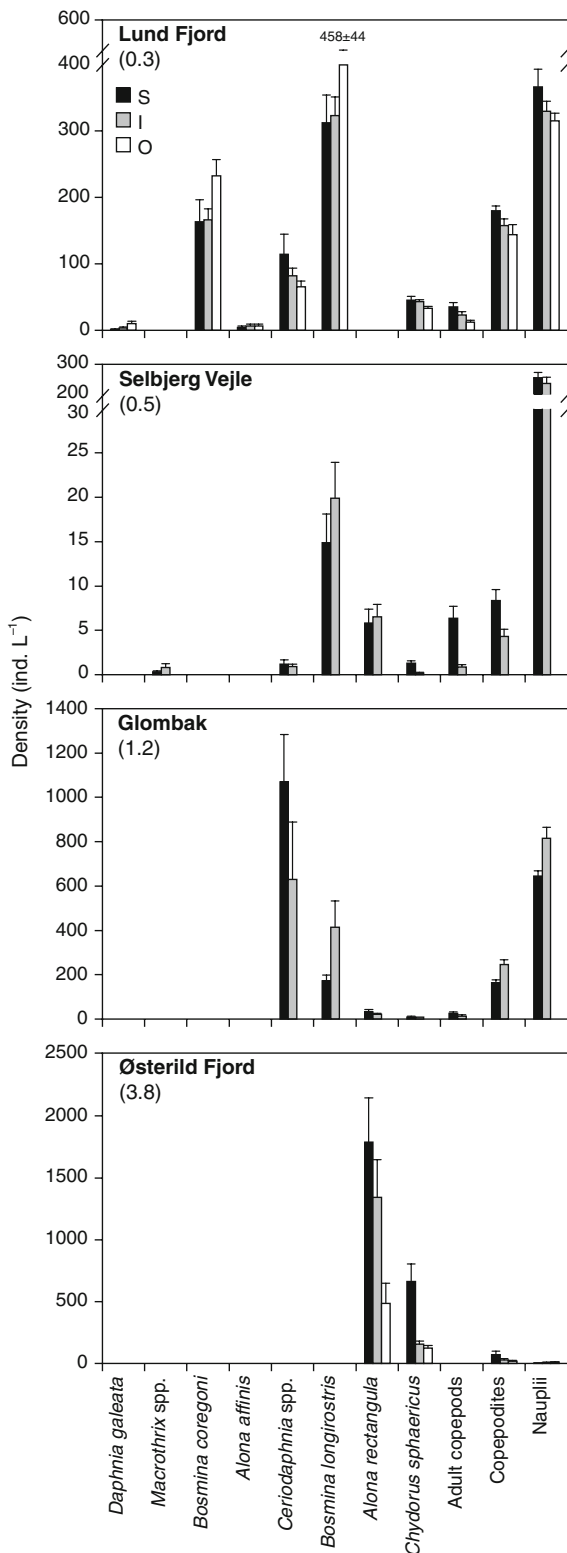 600
Lund Fjord
458±44
(0.3)
400
S
I
O
300
200
100
0
300
Selbjerg Vejle
200
(0.5)
30
25
20
15
10
5
0
Density (ind. L⁻¹)
1400
Glombak
(1.2)
1200
1000
800
600
400
200
0
2500
Østerild Fjord
(3.8)
2000
1500
1000
500
0
Daphnia galeata
Macrothrix spp.
Bosmina coregoni
Alona affinis
Ceriodaphnia spp.
Bosmina longirostris
Alona rectangula
Chydorus sphaericus
Adult copepods
Copepodites
Nauplii